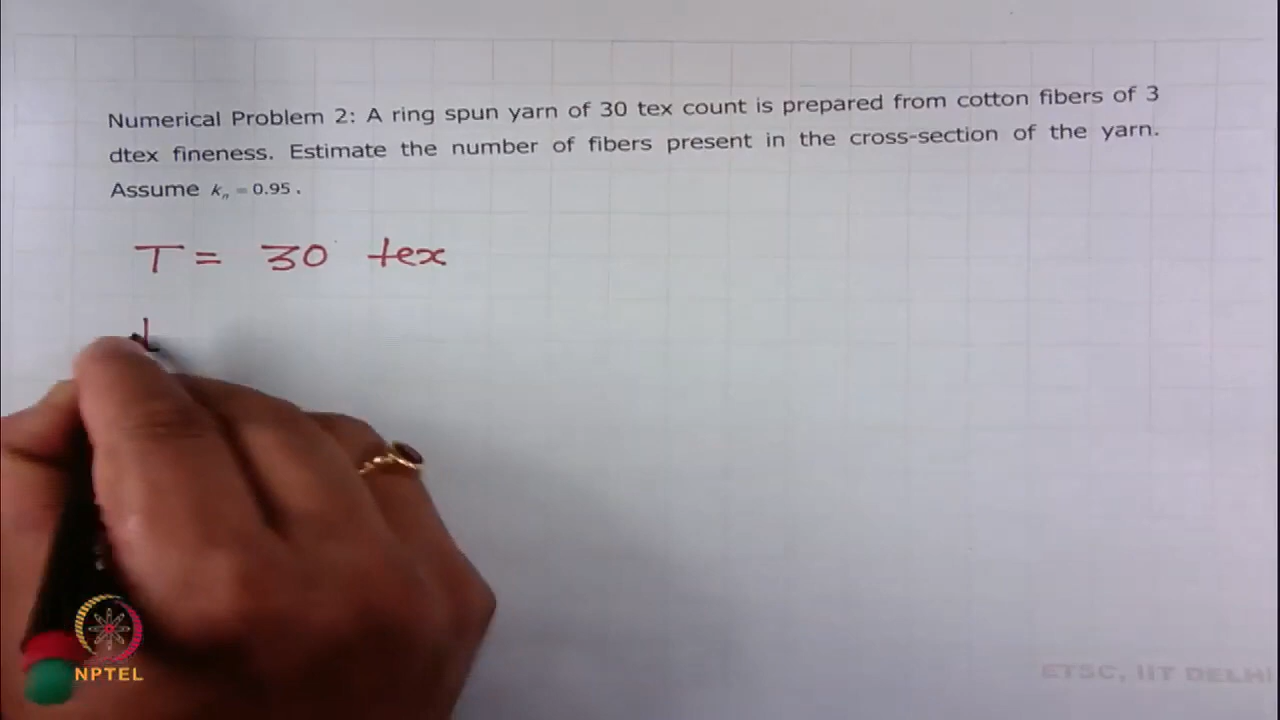 Numerical Problem 2: A ring spun yarn of 30 tex count is prepared from cotton fibers of 3
dtex fineness. Estimate the number of fibers present in the cross-section of the yarn.
Assume kₙ = 0.95.
T = 30 tex
NPTEL
ETSC, IIT DELHI